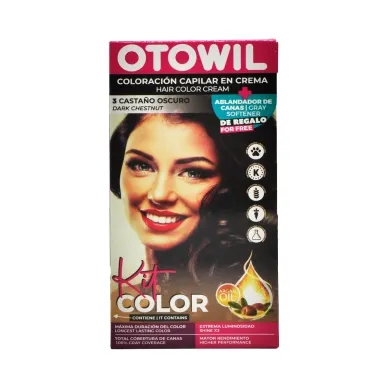 OTOWIL
COLORACIÓN CAPILAR EN CREMA
HAIR COLOR CREAM
3 CASTAÑO OSCURO
DARK CHESTNUT
+
ABLANDADOR DE
CANAS | GRAY
SOFTENER
DE REGALO
FOR FREE
K
Kit
COLOR
OIL
CONTIENE | IT CONTAINS
MÁXIMA DURACIÓN DEL COLOR
LONGEST LASTING COLOR
EXTREMA LUMINOSIDAD
SHINE X3
TOTAL COBERTURA DE CANAS
100% GRAY COVERAGE
MAYOR RENDIMIENTO
HIGHER PERFORMANCE